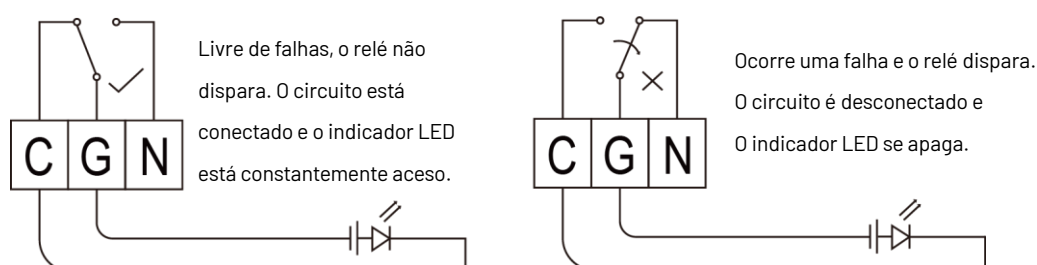 Livre de falhas, o relé não
dispara. O circuito está
conectado e o indicador LED
está constantemente aceso.
C G N
Ocorre uma falha e o relé dispara.
O circuito é desconectado e
O indicador LED se apaga.
C G N